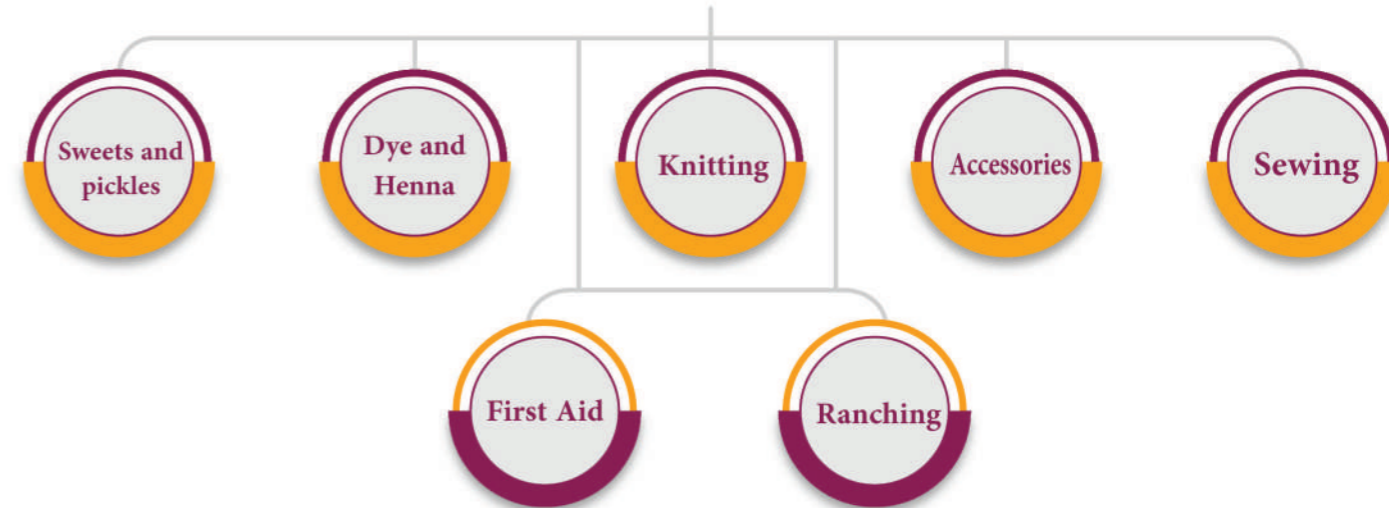 Sweets and
pickles
Dye and
Henna
Knitting
Accessories
Sewing
First Aid
Ranching